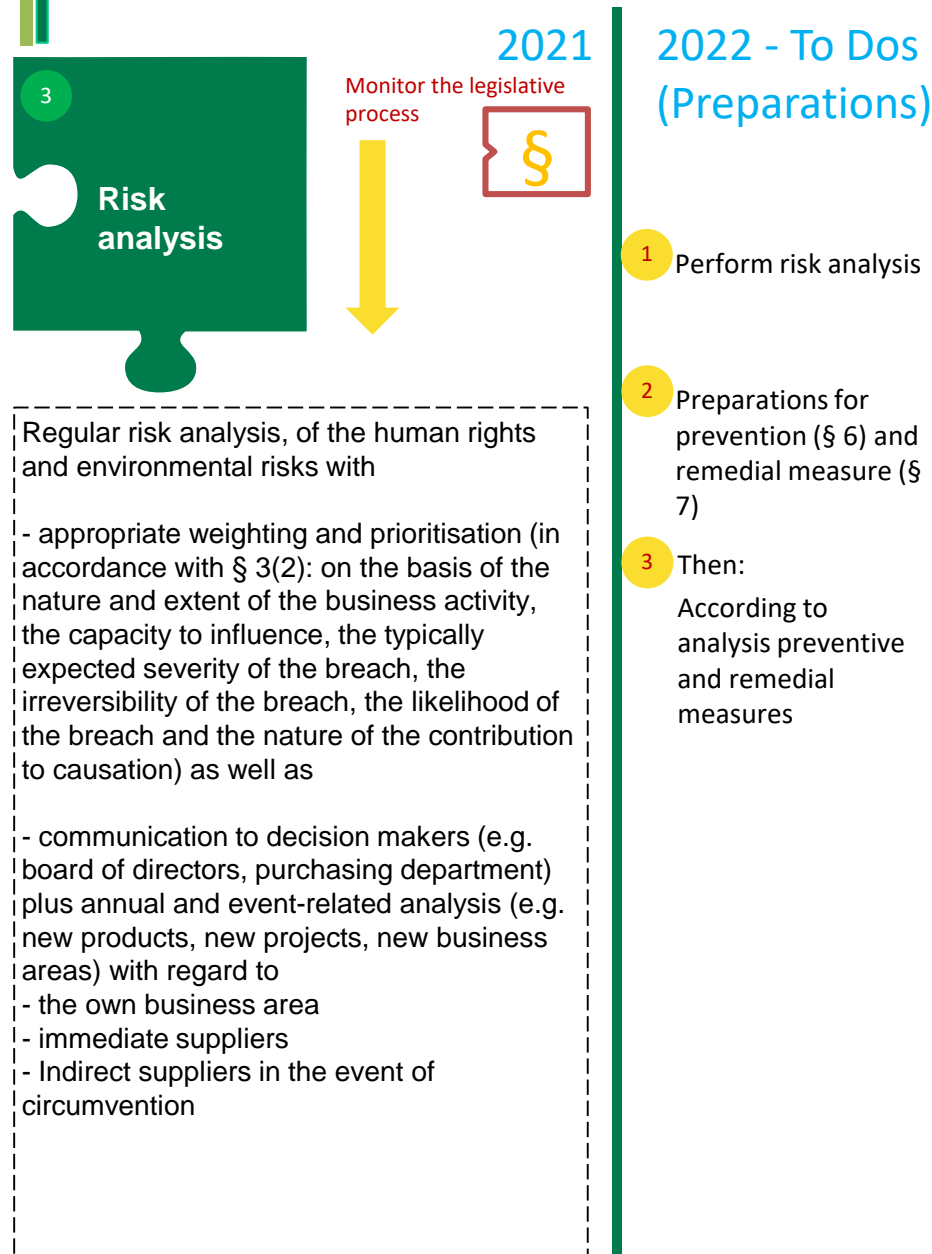 3
Risk
analysis
2021
Monitor the legislative
process
§
Regular risk analysis, of the human rights
and environmental risks with
- appropriate weighting and prioritisation (in
accordance with § 3(2): on the basis of the
nature and extent of the business activity,
the capacity to influence, the typically
expected severity of the breach, the
irreversibility of the breach, the likelihood of
the breach and the nature of the contribution
to causation) as well as
- communication to decision makers (e.g.
board of directors, purchasing department)
plus annual and event-related analysis (e.g.
new products, new projects, new business
areas) with regard to
- the own business area
- immediate suppliers
- Indirect suppliers in the event of
circumvention
2022 - To Dos
(Preparations)
1
Perform risk analysis
2
Preparations for
prevention (§ 6) and
remedial measure (§
7)
3
Then:
According to
analysis preventive
and remedial
measures